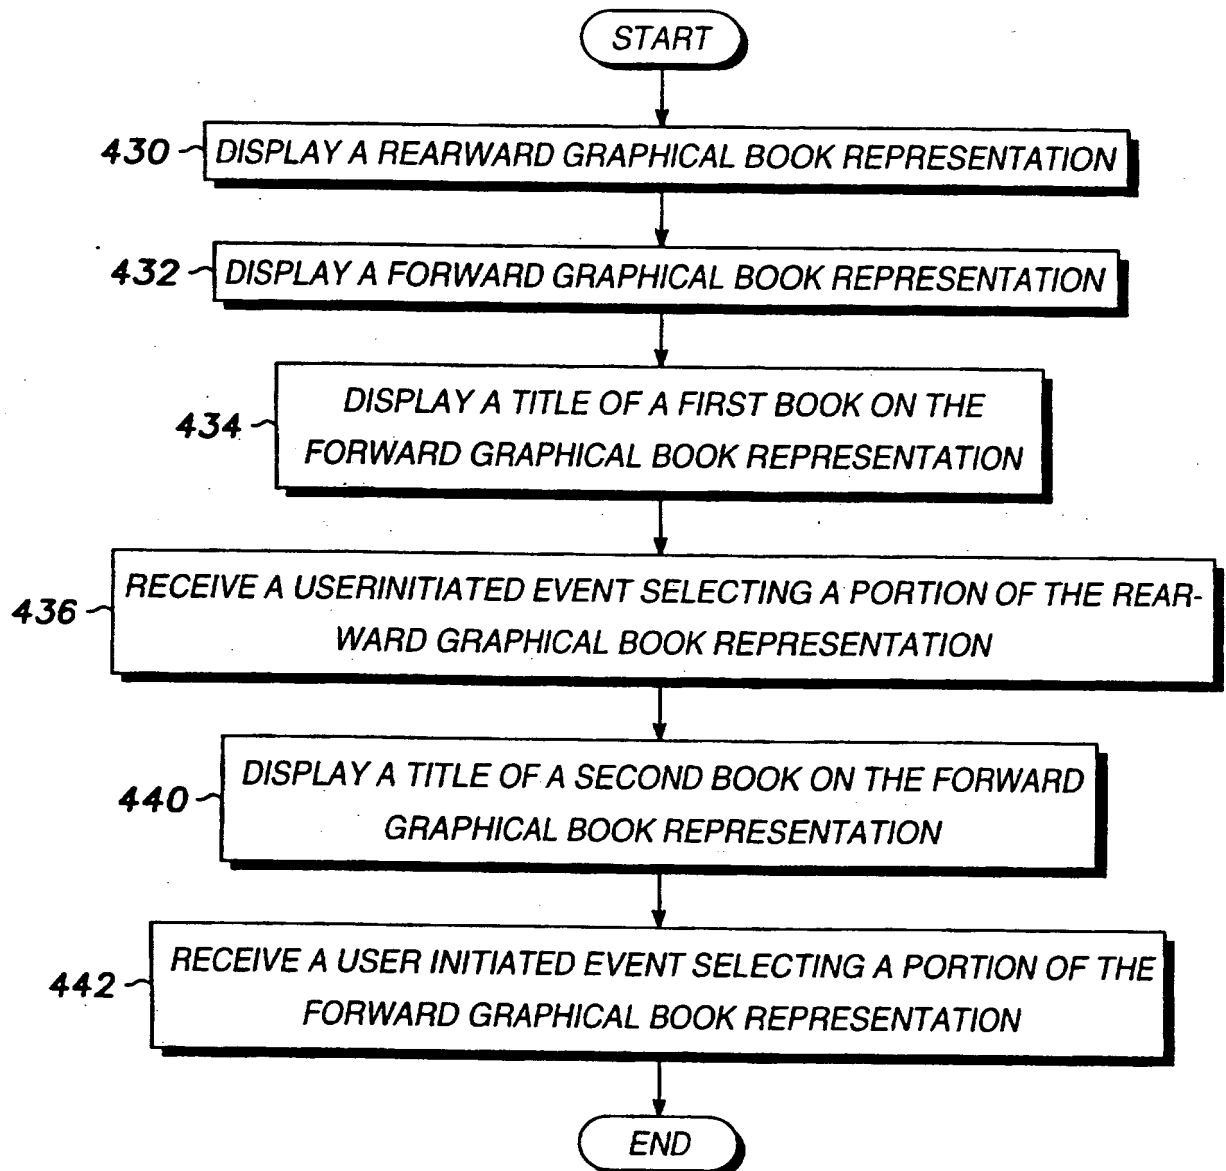 START
430 DISPLAY A REARWARD GRAPHICAL BOOK REPRESENTATION
432 DISPLAY A FORWARD GRAPHICAL BOOK REPRESENTATION
434 DISPLAY A TITLE OF A FIRST BOOK ON THE
FORWARD GRAPHICAL BOOK REPRESENTATION
436 RECEIVE A USERINITIATED EVENT SELECTING A PORTION OF THE REAR-
WARD GRAPHICAL BOOK REPRESENTATION
440 DISPLAY A TITLE OF A SECOND BOOK ON THE FORWARD
GRAPHICAL BOOK REPRESENTATION
442 RECEIVE A USER INITIATED EVENT SELECTING A PORTION OF THE
FORWARD GRAPHICAL BOOK REPRESENTATION
END